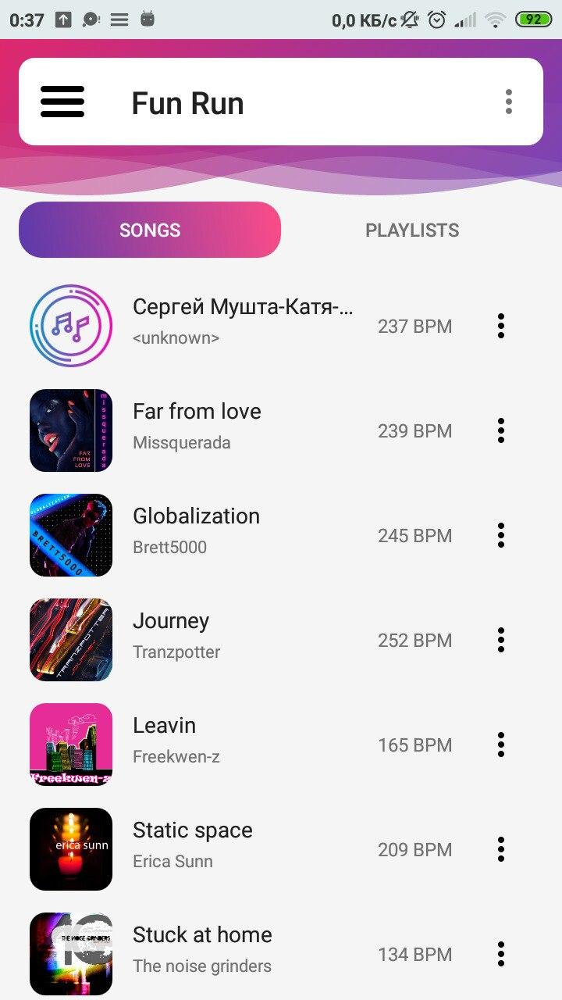 0:37
0,0 КБ/с
92
Fun Run
SONGS
PLAYLISTS
Сергей Мушта-Катя-...
237 BPM
<unknown>
missquerada
FAR
FROM
LOVE
Far from love
239 BPM
Missquerada
GLOBALIZATION
BRETT5000
Globalization
245 BPM
Brett5000
TRANZPOTTER
JOURNEY
Journey
252 BPM
Tranzpotter
Freekwen-z
Leavin
165 BPM
Freekwen-z
erica sunn
Static space
209 BPM
Erica Sunn
THE NOISE GRINDERS
Stuck at home
134 BPM
The noise grinders